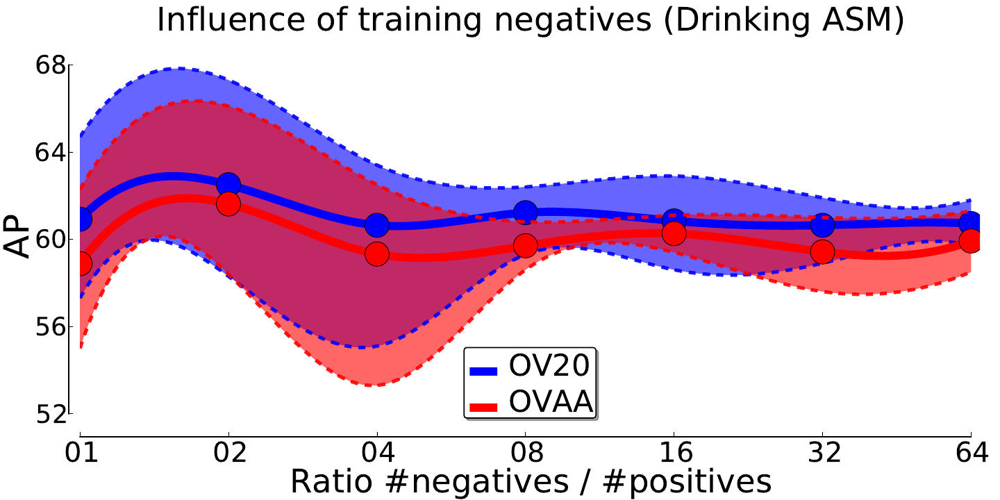 Influence of training negatives (Drinking ASM)
68
64
60
56
52
AP
OV20
OVAA
01 02 04 08 16 32 64
Ratio #negatives / #positives